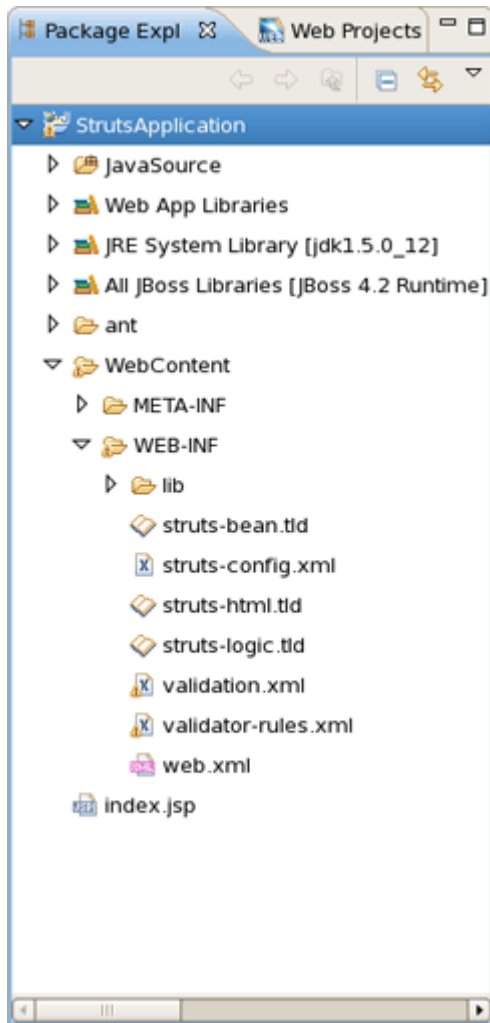 Package Expl Web Projects
StrutsApplication
JavaSource
Web App Libraries
JRE System Library [jdk1.5.0_12]
All JBoss Libraries [JBoss 4.2 Runtime]
ant
WebContent
META-INF
WEB-INF
lib
struts-bean.tld
struts-config.xml
struts-html.tld
struts-logic.tld
validation.xml
validator-rules.xml
web.xml
index.jsp